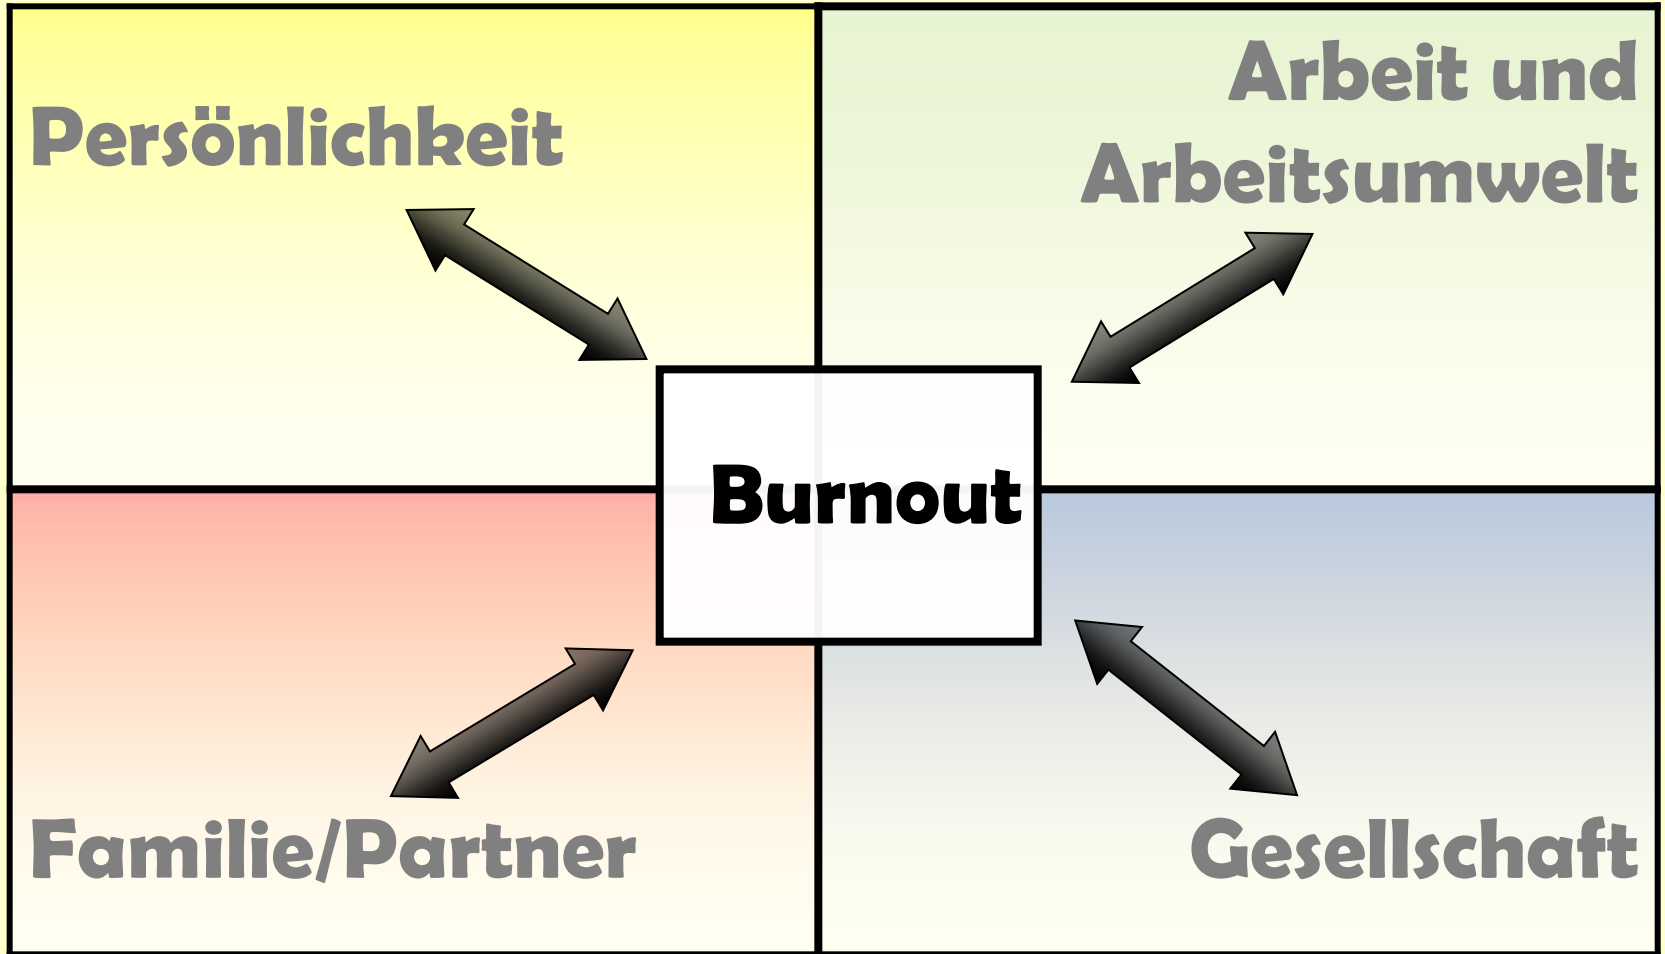 Persönlichkeit
Arbeit und
Arbeitsumwelt
Burnout
Familie/Partner
Gesellschaft